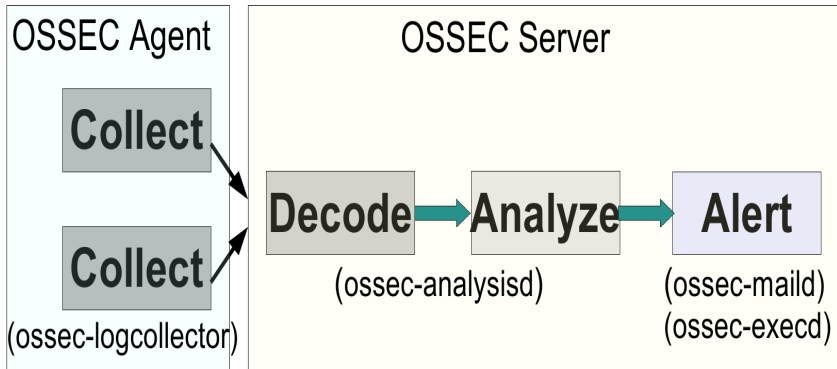 OSSEC Agent
Collect
Collect
(ossec-logcollector)
OSSEC Server
Decode
Analyze
Alert
(ossec-analysisd)
(ossec-maild)
(ossec-execd)